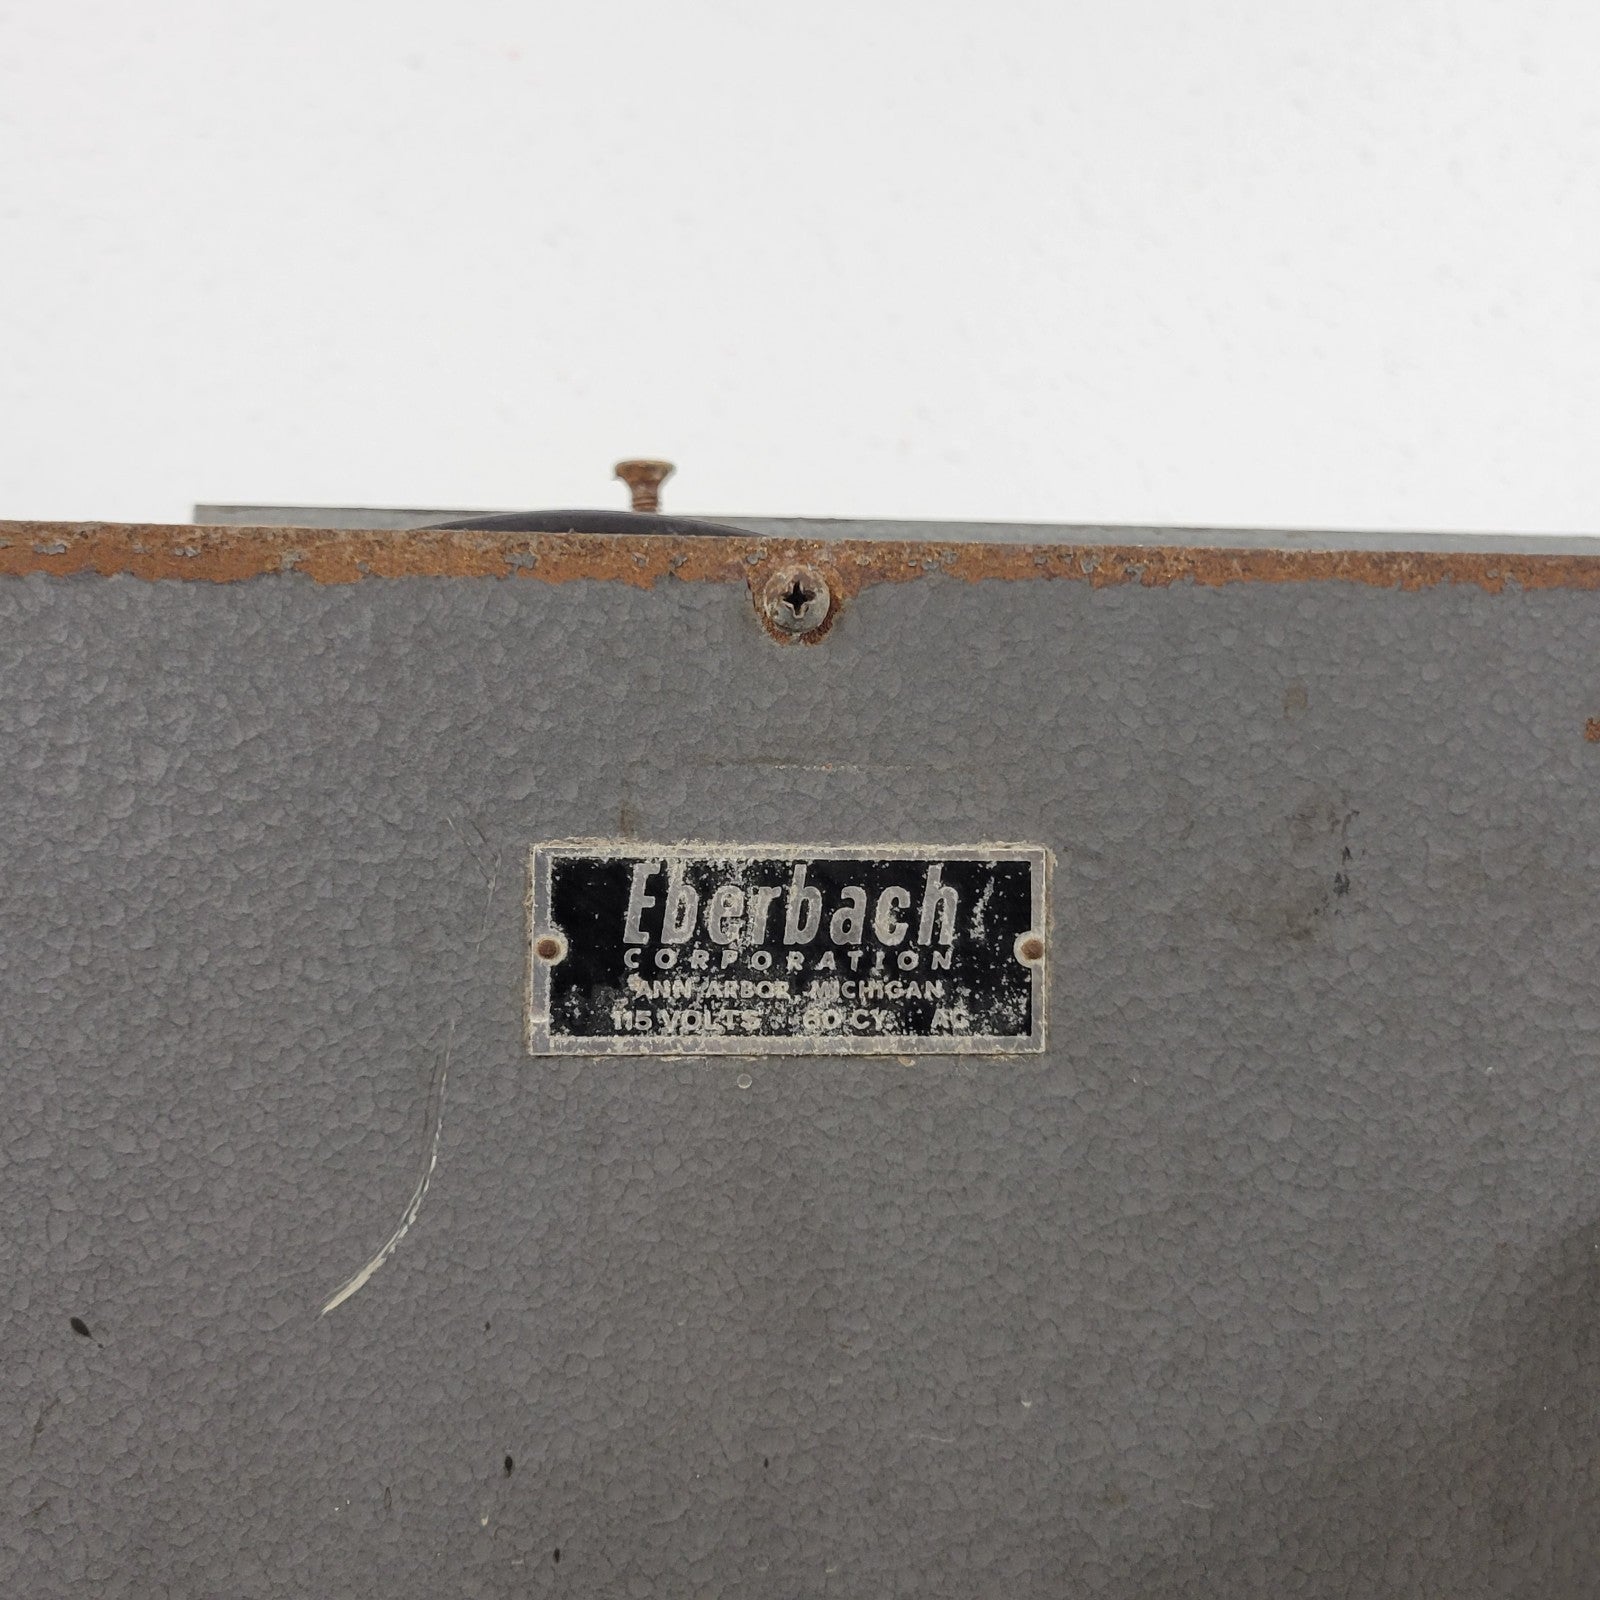 Eberbach
CORPORATION
ANN ARBOR, MICHIGAN
115 VOLTS 60 CY. AC